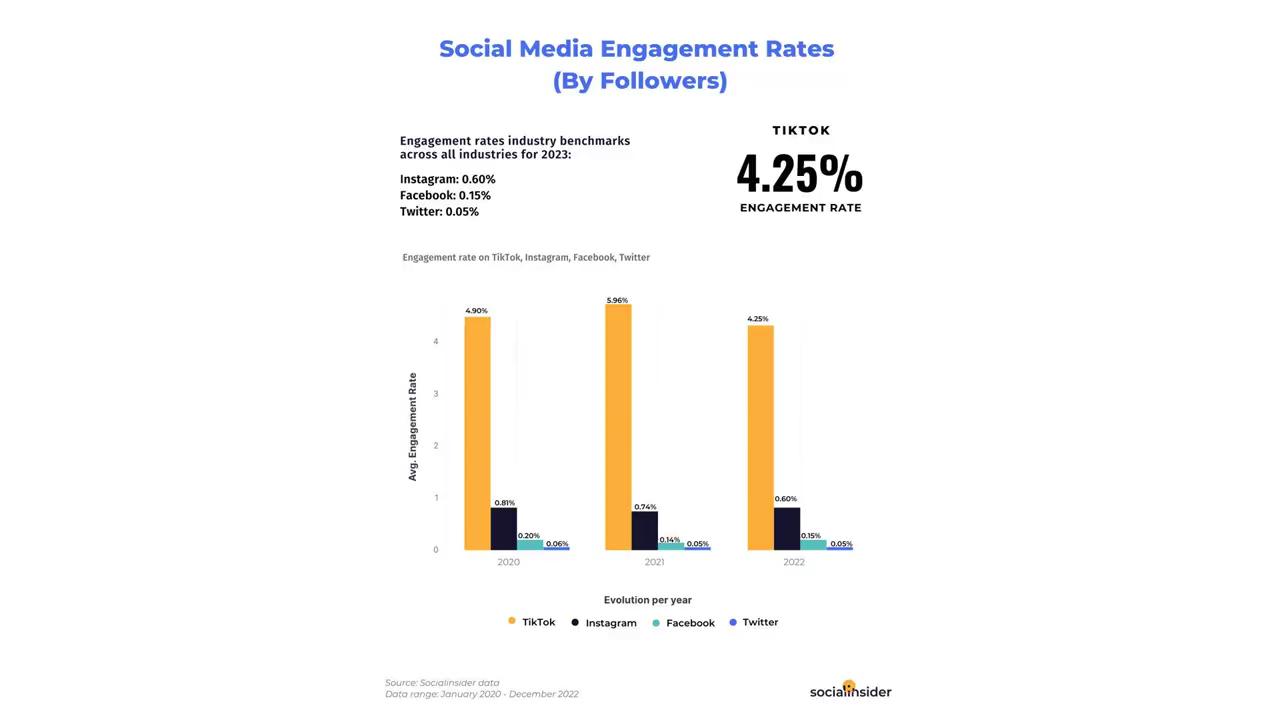 Social Media Engagement Rates
(By Followers)
Engagement rates industry benchmarks
across all industries for 2023:
Instagram: 0.60%
Facebook: 0.15%
Twitter: 0.05%
TIKTOK
4.25%
ENGAGEMENT RATE
Engagement rate on TikTok, Instagram, Facebook, Twitter
Avg. Engagement Rate
4
3
2
1
0
4.90%
0.81%
0.20%
0.06%
5.96%
0.74%
0.14%
0.05%
4.25%
0.60%
0.15%
0.05%
2020
2021
2022
Evolution per year
TikTok
Instagram
Facebook
Twitter
Source: Socialinsider data
Data range: January 2020 - December 2022
socialinsider